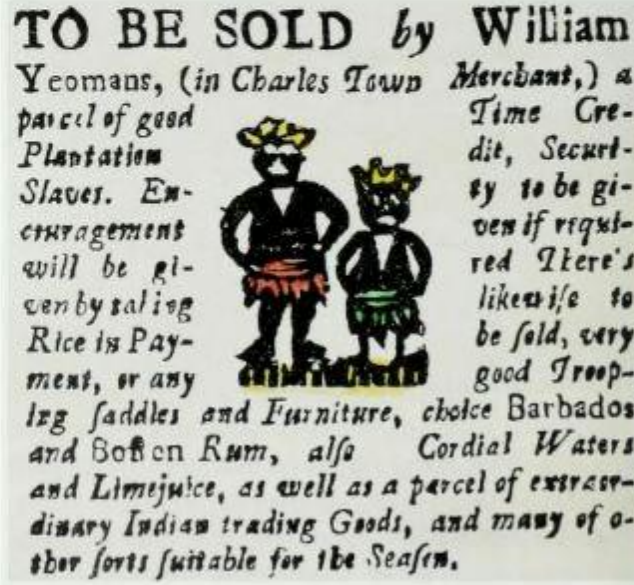 TO BE SOLD by William
Yeomans, (in Charles Town Merchant,) a
parcel of good Time Cre-
Plantation dit, Securi-
Slaves. En- ty to be gi-
couragement ven if requi-
will be gi- red There's
ven by taking likewise to
Rice in Pay- be ſold, very
ment, or any good Troop-
ing ſaddles and Furniture, choice Barbados
and Boſton Rum, alſo Cordial Waters
and Limejuice, as well as a parcel of extraor-
dinary Indian trading Goods, and many of o-
ther ſorts ſuitable for the Seaſon.